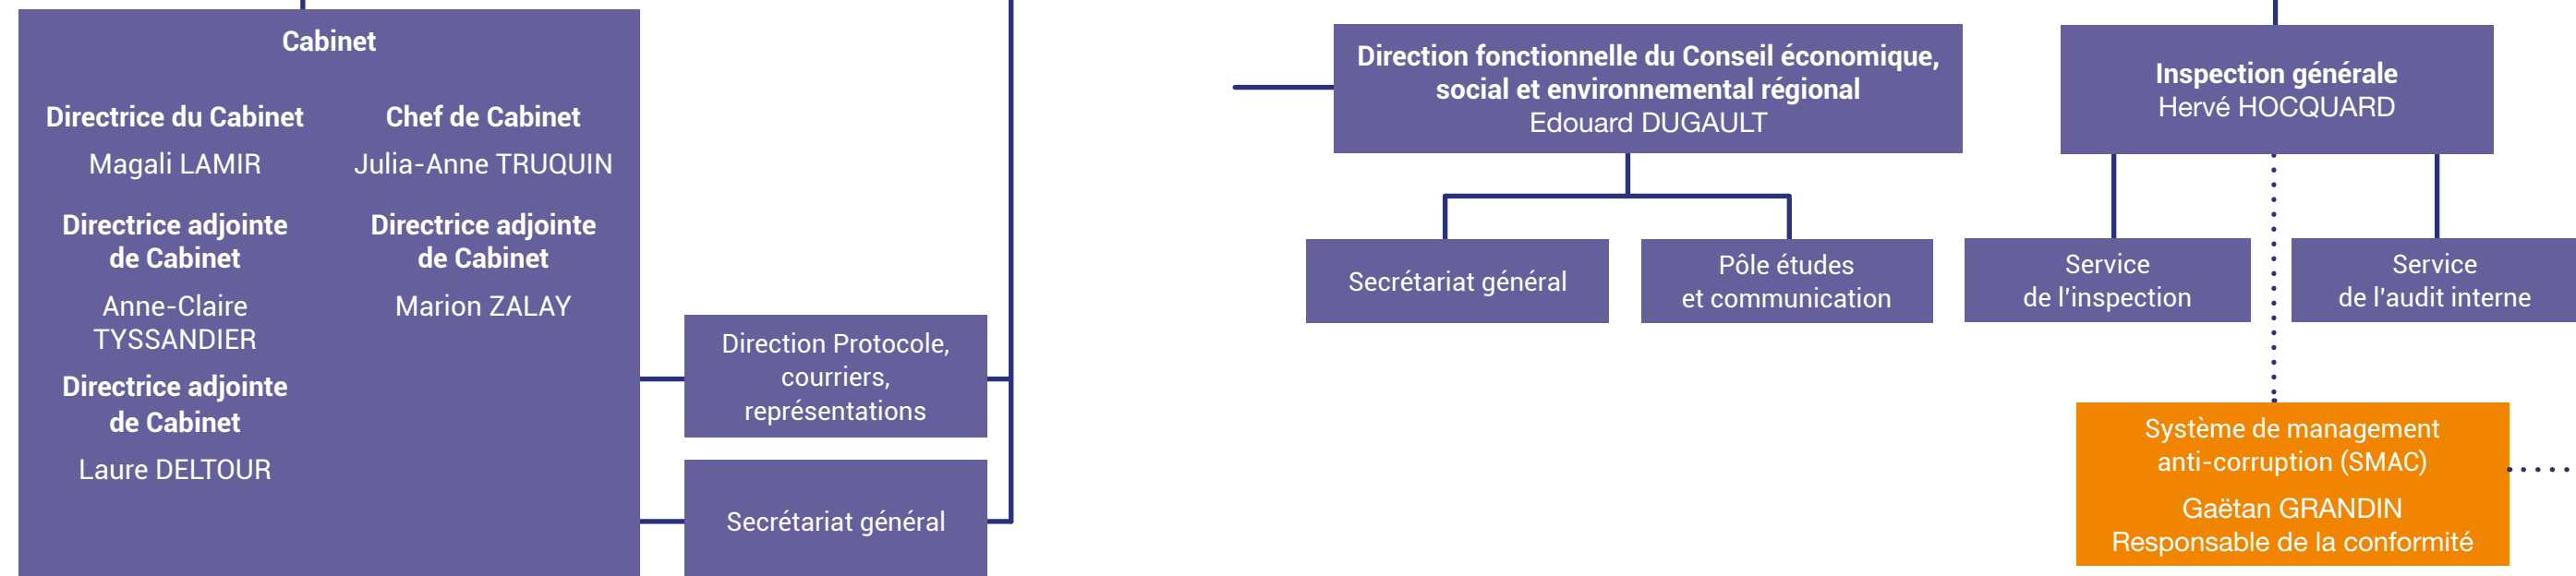 Cabinet
Directrice du Cabinet
Magali LAMIR
Directrice adjointe
de Cabinet
Anne-Claire
TYSSANDIER
Directrice adjointe
de Cabinet
Laure DELTOUR
Chef de Cabinet
Julia-Anne TRUQUIN
Directrice adjointe
de Cabinet
Marion ZALAY
Direction Protocole,
courriers,
représentations
Secrétariat général
Direction fonctionnelle du Conseil économique,
social et environnemental régional
Edouard DUGAULT
Secrétariat général
Pôle études
et communication
Inspection générale
Hervé HOCQUARD
Service
de l'inspection
Service
de l'audit interne
Système de management
anti-corruption (SMAC)
Gaëtan GRANDIN
Responsable de la conformité